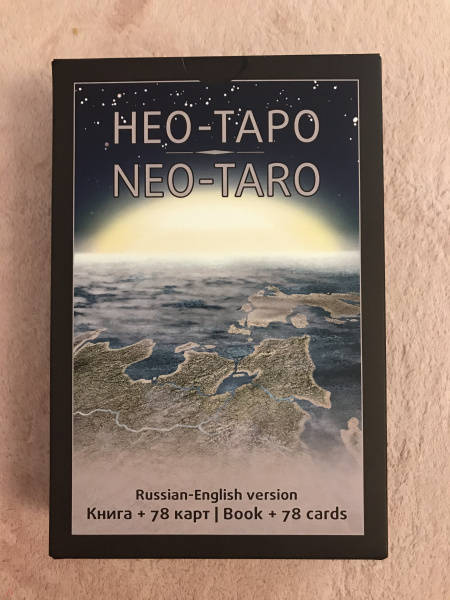 НЕО-ТАРО
NEO-TARO
Russian-English version
Книга + 78 карт | Book + 78 cards